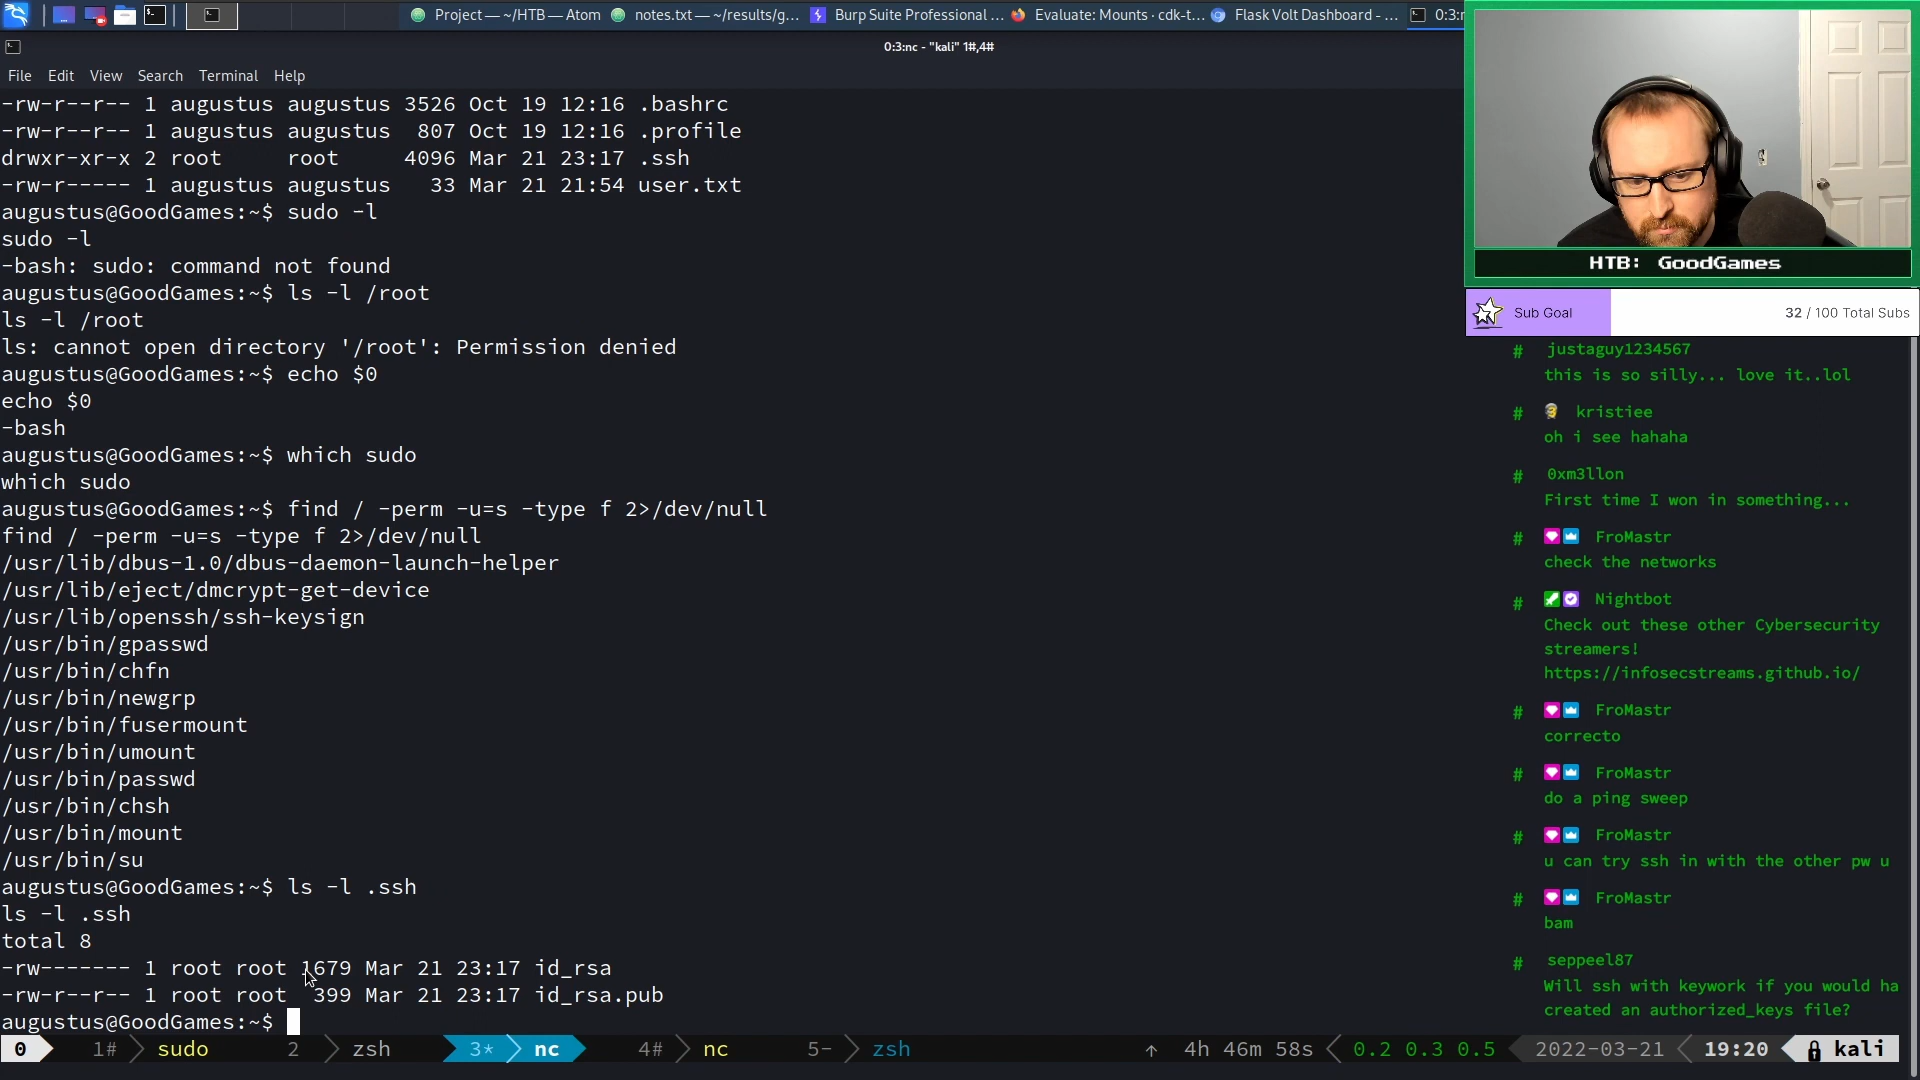 Project — ~/HTB — Atom
notes.txt — ~/results/g...
Burp Suite Professional ...
Evaluate: Mounts · cdk-t...
Flask Volt Dashboard - ...
0:3:n
0:3:nc - "kali" 1#,4#
File Edit View Search Terminal Help
-rw-r--r-- 1 augustus augustus 3526 Oct 19 12:16 .bashrc
-rw-r--r-- 1 augustus augustus  807 Oct 19 12:16 .profile
drwxr-xr-x 2 root     root     4096 Mar 21 23:17 .ssh
-rw-r----- 1 augustus augustus   33 Mar 21 21:54 user.txt
augustus@GoodGames:~$ sudo -l
sudo -l
-bash: sudo: command not found
augustus@GoodGames:~$ ls -l /root
ls -l /root
ls: cannot open directory '/root': Permission denied
augustus@GoodGames:~$ echo $0
echo $0
-bash
augustus@GoodGames:~$ which sudo
which sudo
augustus@GoodGames:~$ find / -perm -u=s -type f 2>/dev/null
find / -perm -u=s -type f 2>/dev/null
/usr/lib/dbus-1.0/dbus-daemon-launch-helper
/usr/lib/eject/dmcrypt-get-device
/usr/lib/openssh/ssh-keysign
/usr/bin/gpasswd
/usr/bin/chfn
/usr/bin/newgrp
/usr/bin/fusermount
/usr/bin/umount
/usr/bin/passwd
/usr/bin/chsh
/usr/bin/mount
/usr/bin/su
augustus@GoodGames:~$ ls -l .ssh
ls -l .ssh
total 8
-rw------- 1 root root 1679 Mar 21 23:17 id_rsa
-rw-r--r-- 1 root root  399 Mar 21 23:17 id_rsa.pub
augustus@GoodGames:~$
0 1# sudo 2 zsh 3* nc 4# nc 5- zsh ↑ 4h 46m 58s 0.2 0.3 0.5 2022-03-21 19:20 kali
HTB: GoodGames
Sub Goal 32 / 100 Total Subs
# justaguy1234567
this is so silly... love it..lol
# kristiee
oh i see hahaha
# 0xm3llon
First time I won in something...
# FroMastr
check the networks
# Nightbot
Check out these other Cybersecurity
streamers!
https://infosecstreams.github.io/
# FroMastr
correcto
# FroMastr
do a ping sweep
# FroMastr
u can try ssh in with the other pw u
# FroMastr
bam
# seppeel87
Will ssh with keywork if you would ha
created an authorized_keys file?